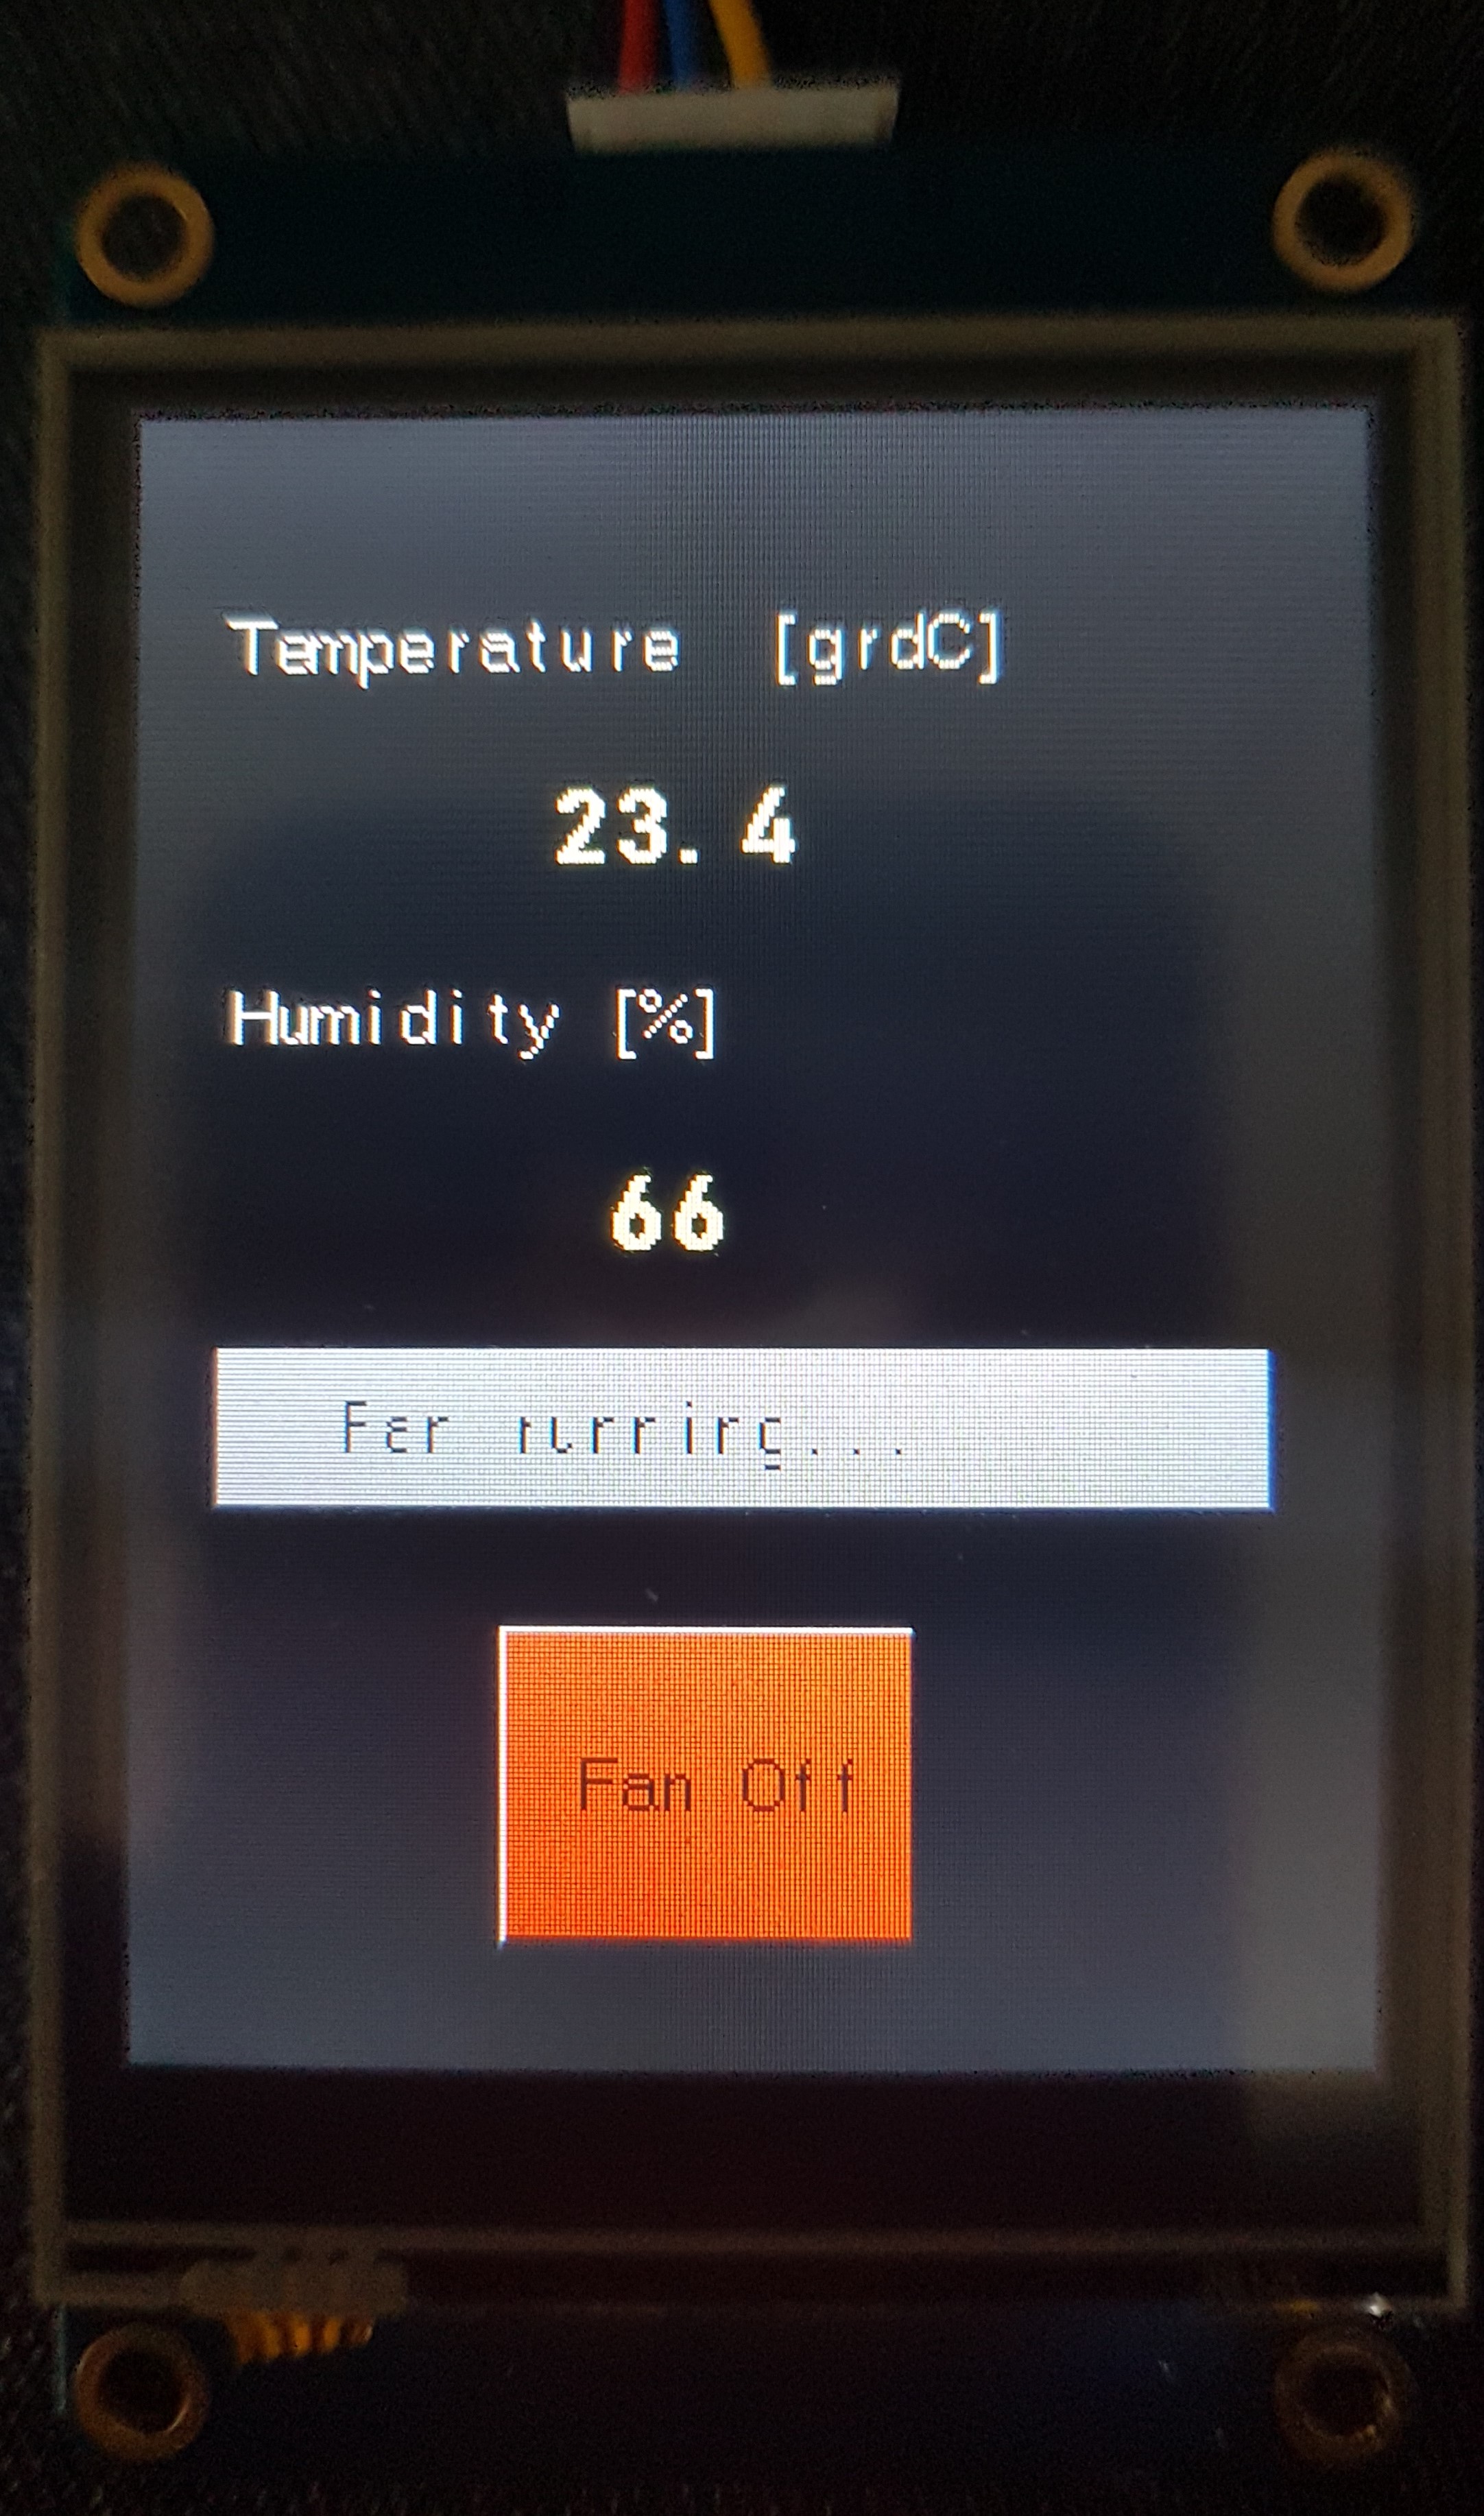 Temperature [grdC]
23.4
Humidity [%]
66
Fan running...
Fan Off